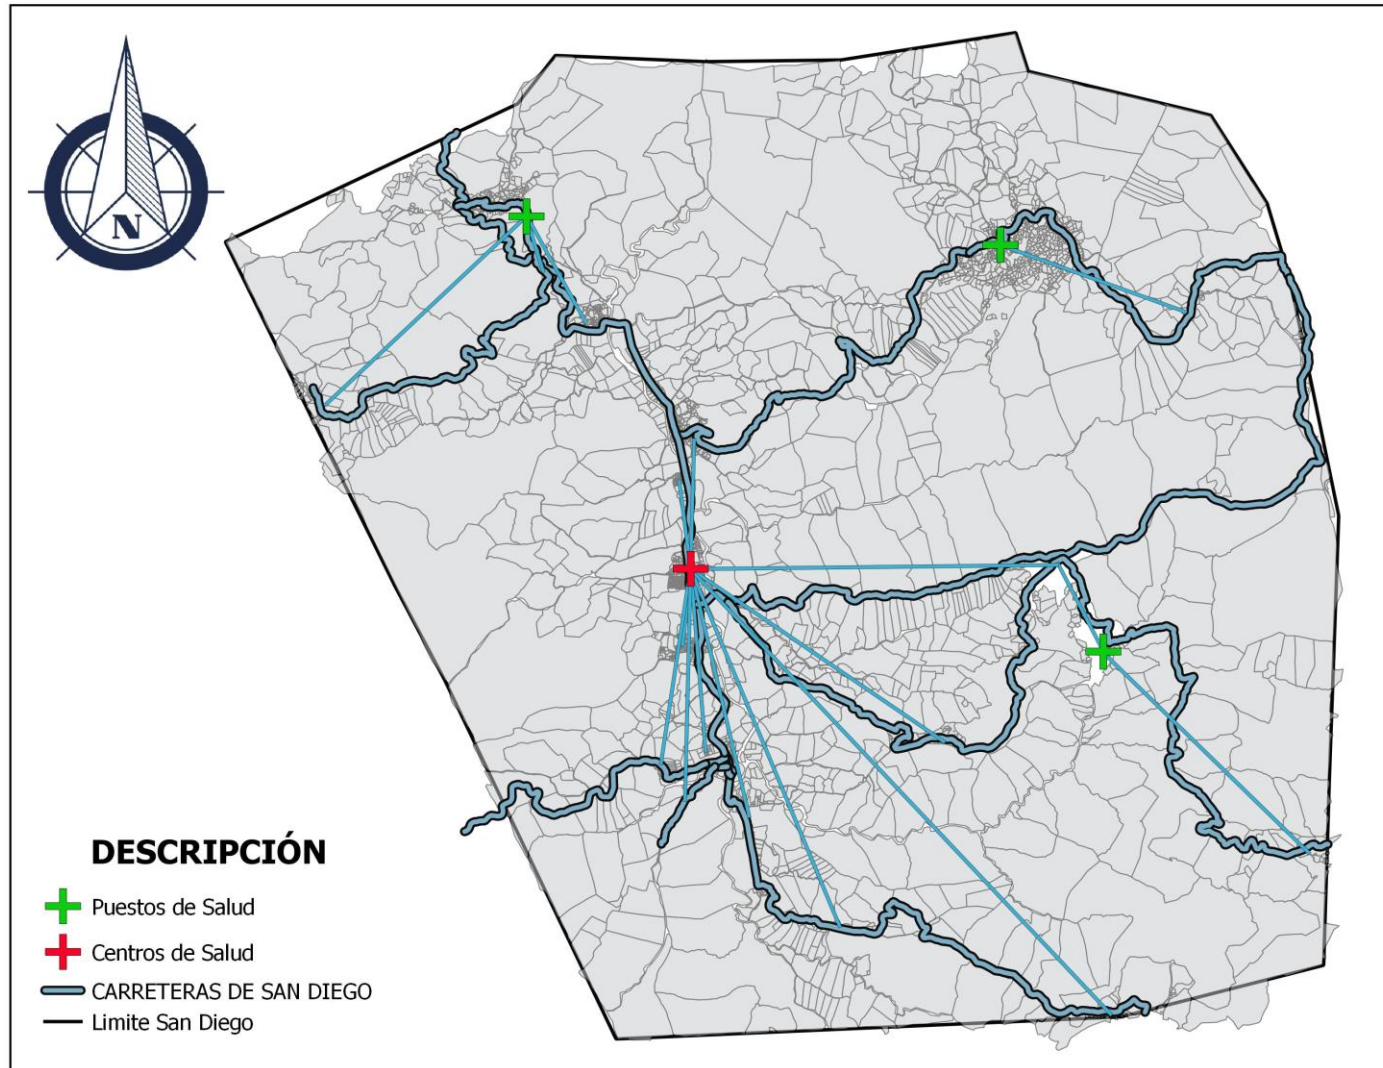 N
DESCRIPCIÓN
Puestos de Salud
Centros de Salud
CARRETERAS DE SAN DIEGO
Limite San Diego